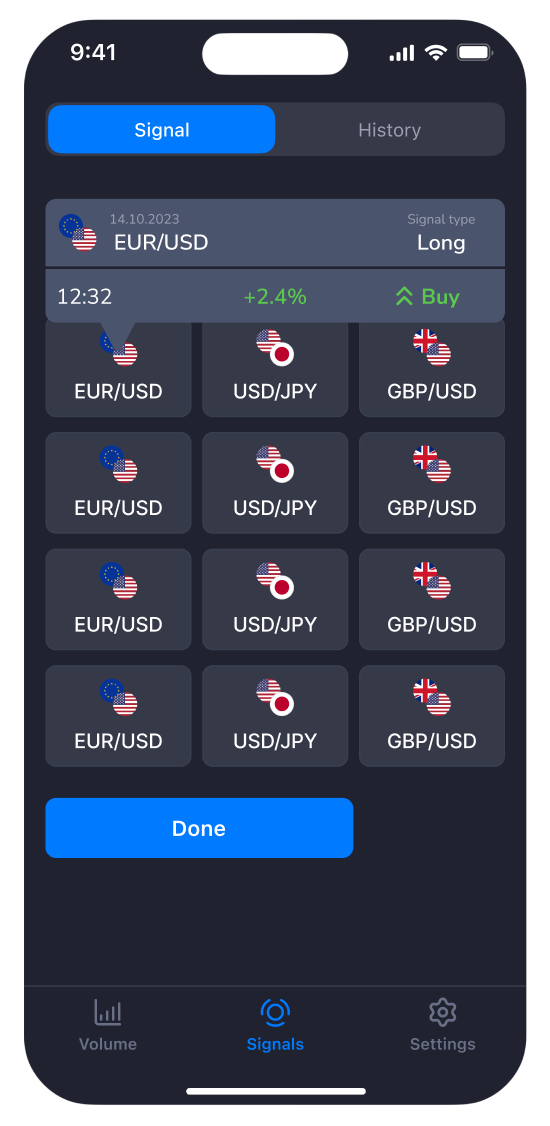 9:41
Signal History
14.10.2023 Signal type
EUR/USD Long
12:32 +2.4% Buy
EUR/USD USD/JPY GBP/USD
EUR/USD USD/JPY GBP/USD
EUR/USD USD/JPY GBP/USD
EUR/USD USD/JPY GBP/USD
Done
Volume Signals Settings